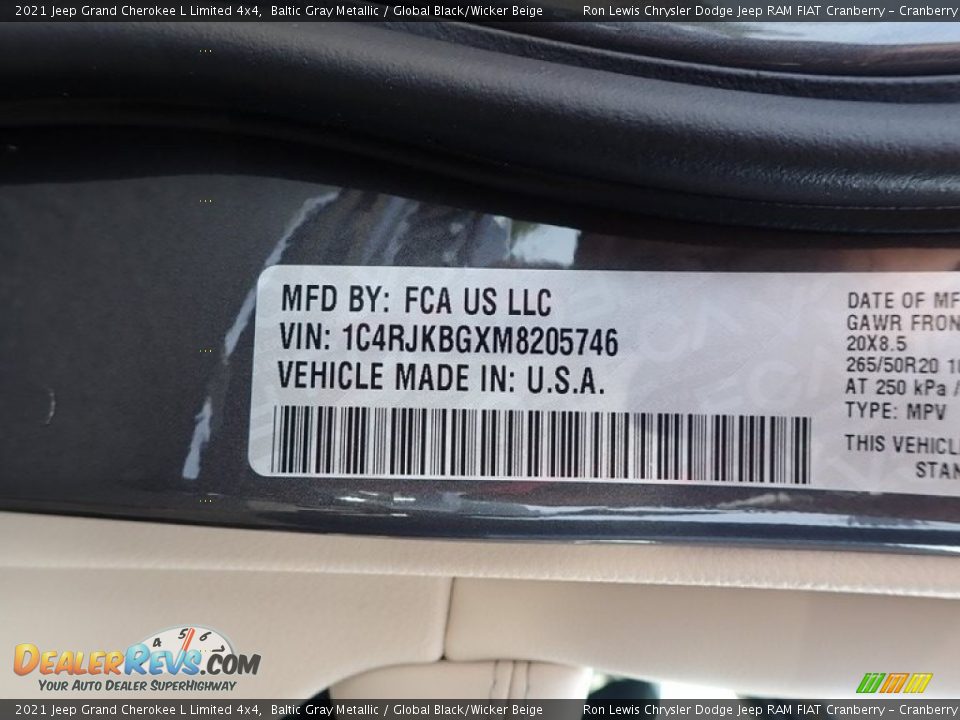 2021 Jeep Grand Cherokee L Limited 4x4, Baltic Gray Metallic / Global Black/Wicker Beige Ron Lewis Chrysler Dodge Jeep RAM FIAT Cranberry – Cranberry
MFD BY: FCA US LLC
VIN: 1C4RJKBGXM8205746
VEHICLE MADE IN: U.S.A.
DATE OF MF
GAWR FRON
20X8.5
265/50R20
AT 250 kPa /
TYPE: MPV
THIS VEHICL
STAN
4 5 6
DEALERREVS.COM
YOUR AUTO DEALER SUPERHIGHWAY
2021 Jeep Grand Cherokee L Limited 4x4, Baltic Gray Metallic / Global Black/Wicker Beige Ron Lewis Chrysler Dodge Jeep RAM FIAT Cranberry – Cranberry